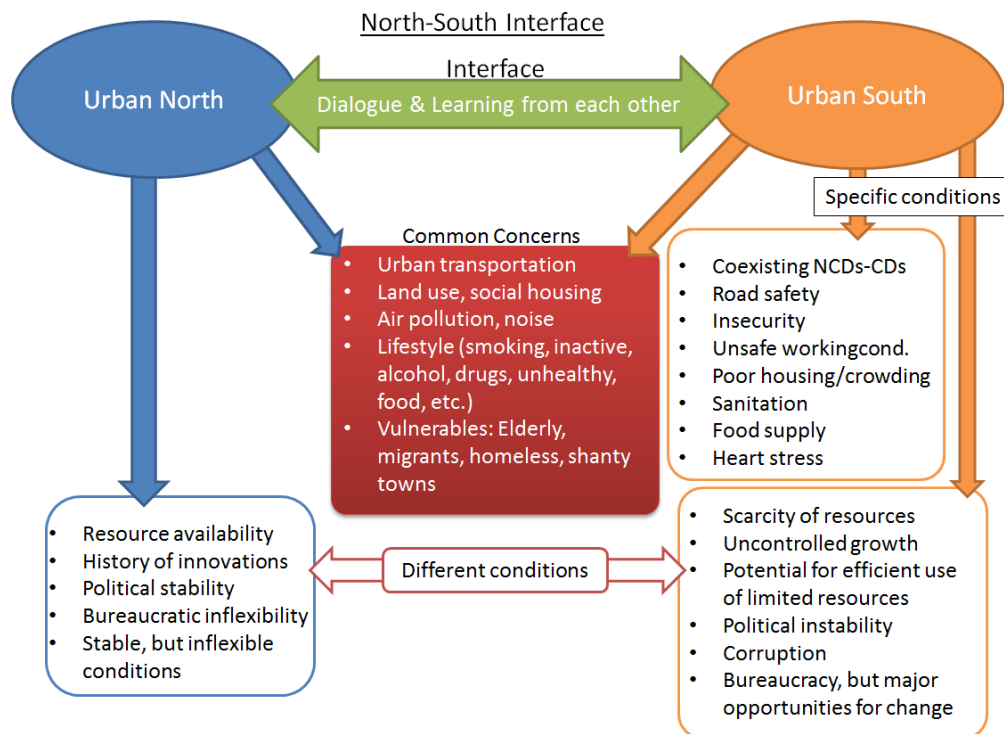 North-South Interface
Interface
Urban North
Dialogue & Learning from each other
Urban South
Specific conditions
Common Concerns
• Urban transportation
• Land use, social housing
• Air pollution, noise
• Lifestyle (smoking, inactive,
alcohol, drugs, unhealthy,
food, etc.)
• Vulnerables: Elderly,
migrants, homeless, shanty
towns
• Coexisting NCDs-CDs
• Road safety
• Insecurity
• Unsafe workingcond.
• Poor housing/crowding
• Sanitation
• Food supply
• Heart stress
• Resource availability
• History of innovations
• Political stability
• Bureaucratic inflexibility
• Stable, but inflexible
conditions
Different conditions
• Scarcity of resources
• Uncontrolled growth
• Potential for efficient use
of limited resources
• Political instability
• Corruption
• Bureaucracy, but major
opportunities for change